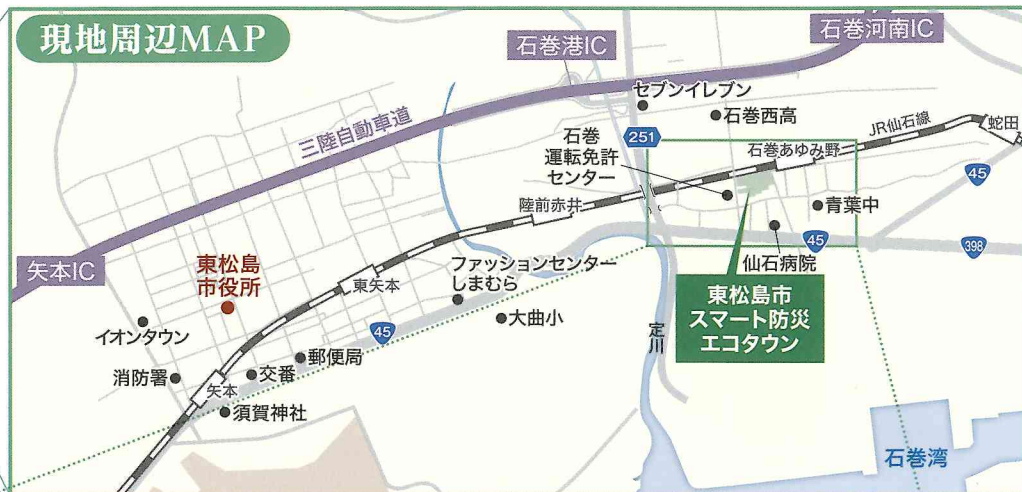 現地周辺MAP
石巻港IC
石巻河南IC
三陸自動車道
セブンイレブン
石巻西高
JR仙石線
蛇田
石巻
運転免許
センター
251
石巻あゆみ野
45
陸前赤井
青葉中
仙石病院
45
398
矢本IC
東松島
市役所
東矢本
ファッションセンター
しまむら
東松島市
スマート防災
エコタウン
イオンタウン
45
大曲小
定川
郵便局
消防署
交番
矢本
須賀神社
石巻湾